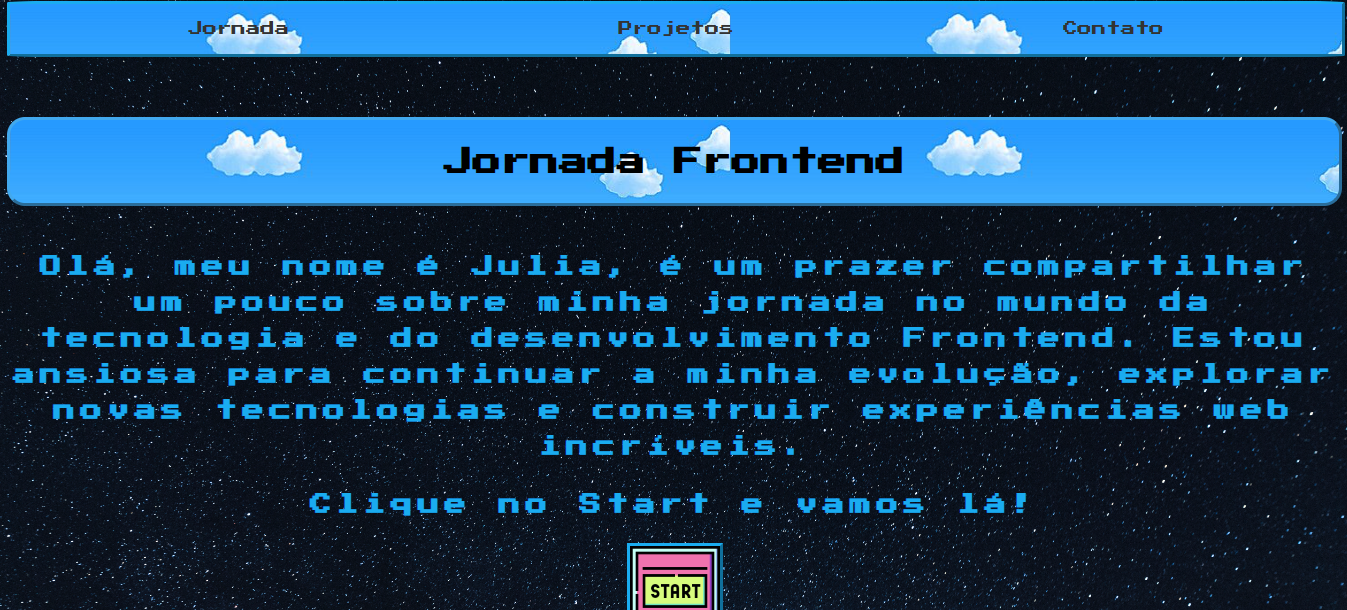 Jornada Projetos Contato
Jornada Frontend
Olá, meu nome é Julia, é um prazer compartilhar
um pouco sobre minha jornada no mundo da
tecnologia e do desenvolvimento Frontend. Estou
ansiosa para continuar a minha evolução, explorar
novas tecnologias e construir experiências web
incríveis.
Clique no Start e vamos lá!
START